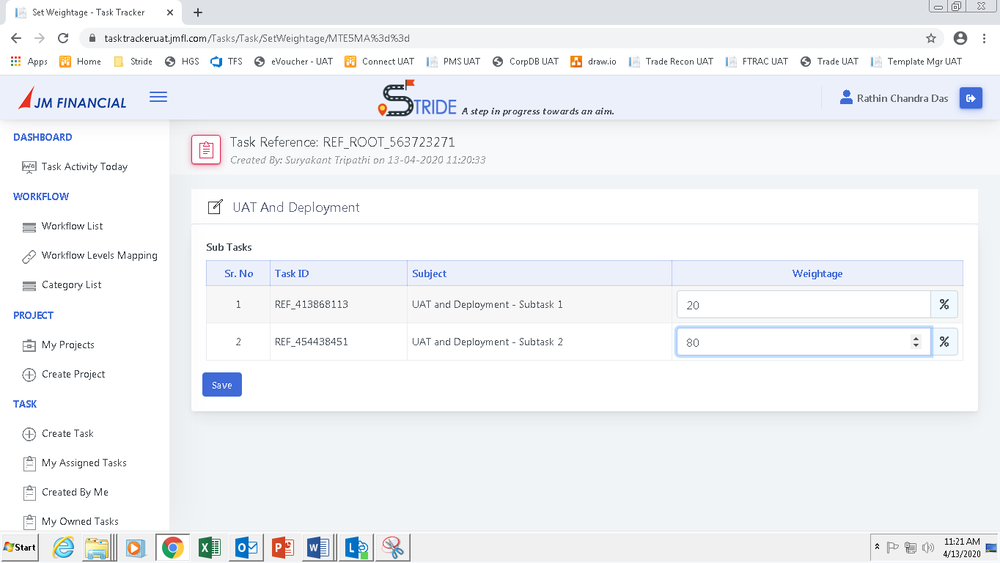 Set Weightage - Task Tracker
tasktrackeruat.jmfl.com/Tasks/Task/SetWeightage/MTE5MA%3d%3d
Apps Home Stride HGS TFS eVoucher - UAT Connect UAT PMS UAT CorpDB UAT draw.io Trade Recon UAT FTRAC UAT Trade UAT Template Mgr UAT
JM FINANCIAL
STRIDE A step in progress towards an aim.
Rathin Chandra Das
DASHBOARD
Task Activity Today
WORKFLOW
Workflow List
Workflow Levels Mapping
Category List
PROJECT
My Projects
Create Project
TASK
Create Task
My Assigned Tasks
Created By Me
My Owned Tasks
Task Reference: REF_ROOT_563723271
Created By: Suryakant Tripathi on 13-04-2020 11:20:33
UAT And Deployment
Sub Tasks
Sr. No Task ID Subject Weightage
1 REF_413868113 UAT and Deployment - Subtask 1 20 %
2 REF_454438451 UAT and Deployment - Subtask 2 80 %
Save
Start
11:21 AM
4/13/2020